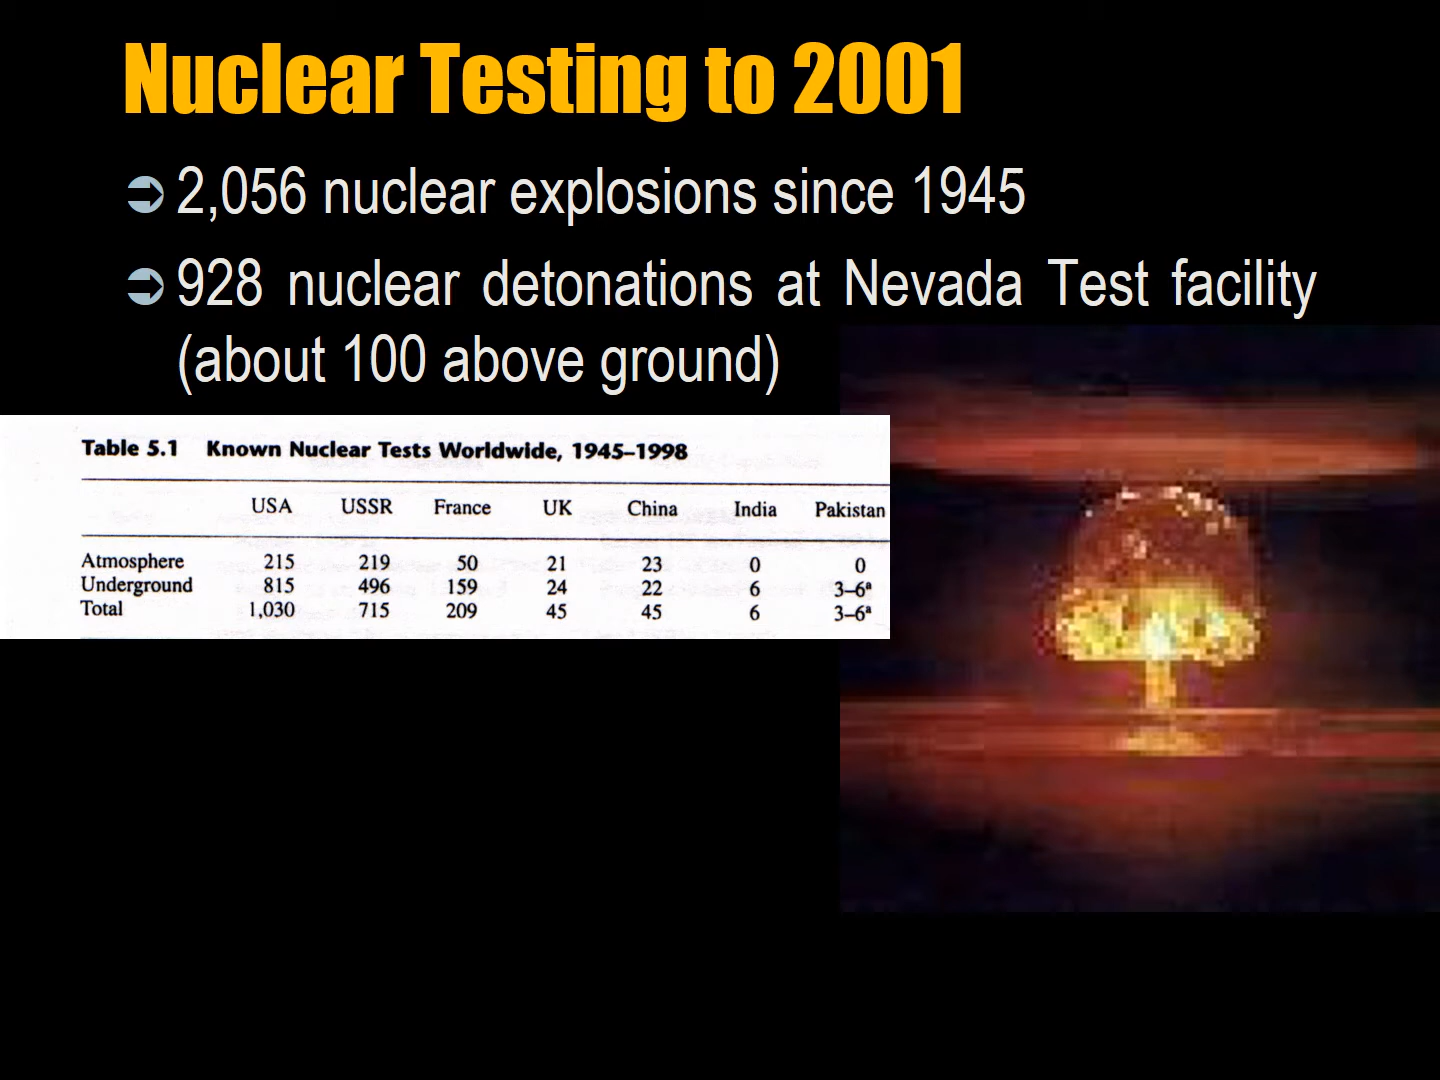 Nuclear Testing to 2001
2,056 nuclear explosions since 1945
928 nuclear detonations at Nevada Test facility
(about 100 above ground)
Table 5.1 Known Nuclear Tests Worldwide, 1945–1998
USA USSR France UK China India Pakistan
Atmosphere 215 219 50 21 23 0 0
Underground 815 496 159 24 22 6 3–6ª
Total 1,030 715 209 45 45 6 3–6ª